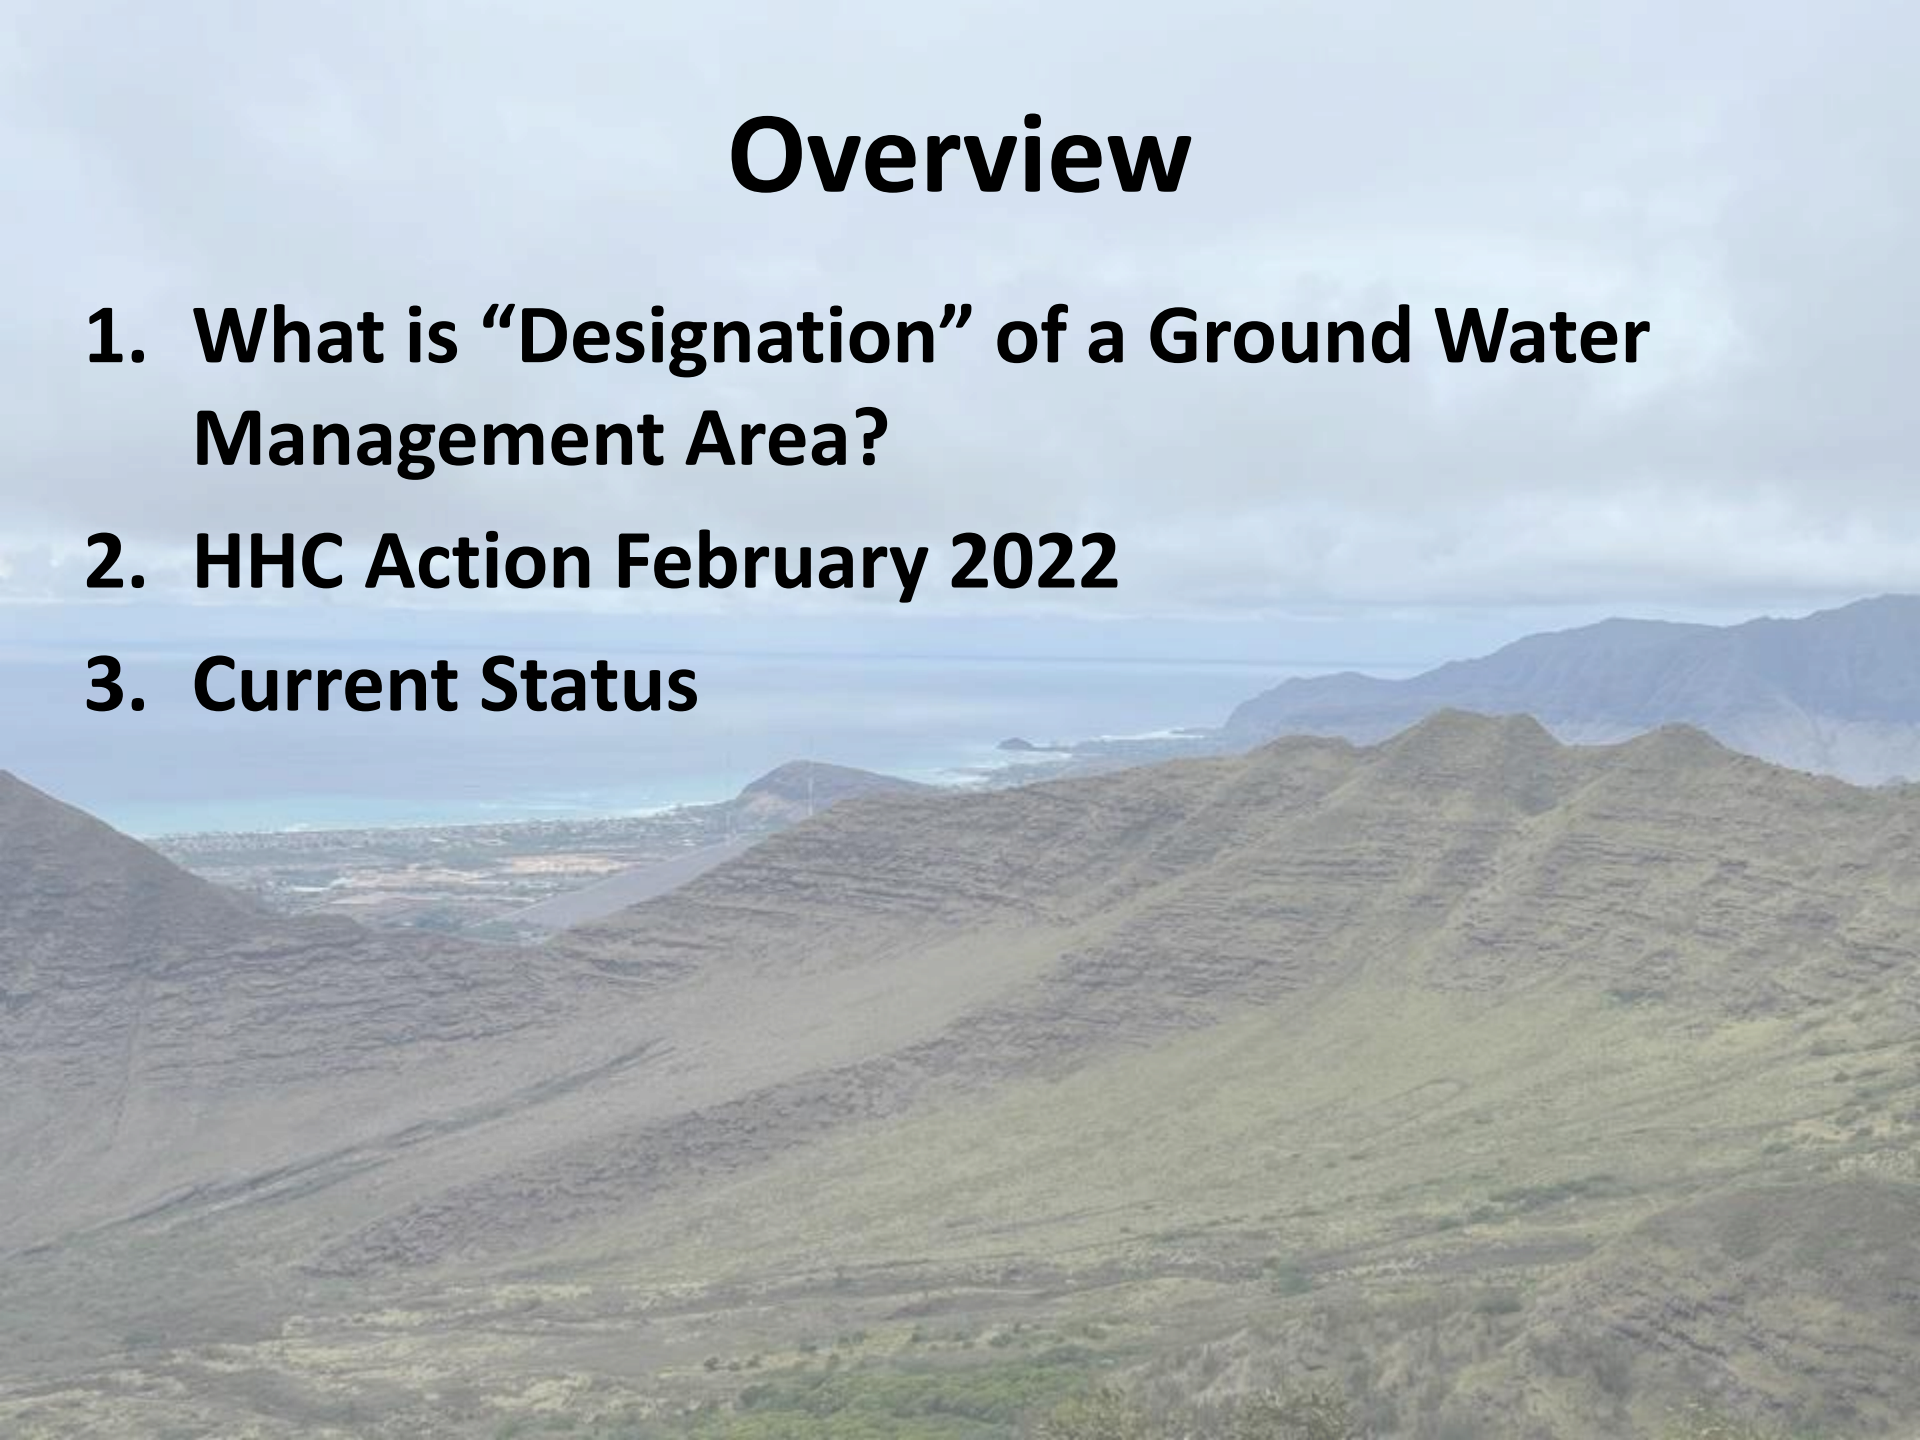 Overview
1. What is “Designation” of a Ground Water
Management Area?
2. HHC Action February 2022
3. Current Status